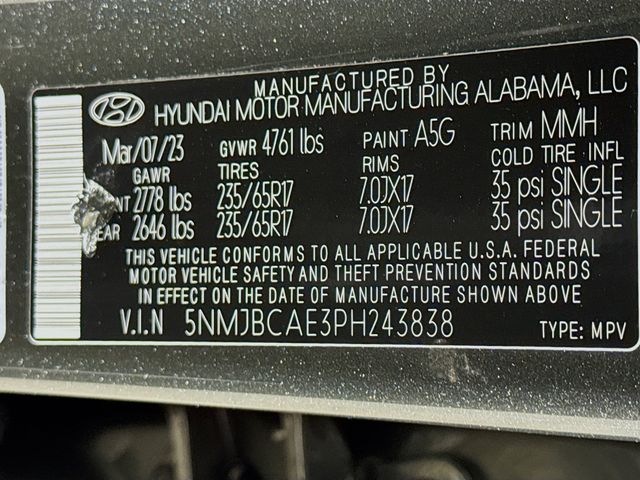 MANUFACTURED BY
HYUNDAI MOTOR MANUFACTURING ALABAMA, LLC
Mar/07/23 GVWR 4761 lbs PAINT A5G TRIM MMH
GAWR TIRES RIMS COLD TIRE INFL
NT 2778 lbs 235/65R17 7.0JX17 35 psi SINGLE
EAR 2646 lbs 235/65R17 7.0JX17 35 psi SINGLE
THIS VEHICLE CONFORMS TO ALL APPLICABLE U.S.A. FEDERAL
MOTOR VEHICLE SAFETY AND THEFT PREVENTION STANDARDS
IN EFFECT ON THE DATE OF MANUFACTURE SHOWN ABOVE
V.I.N 5NMJBCAE3PH243838 TYPE: MPV